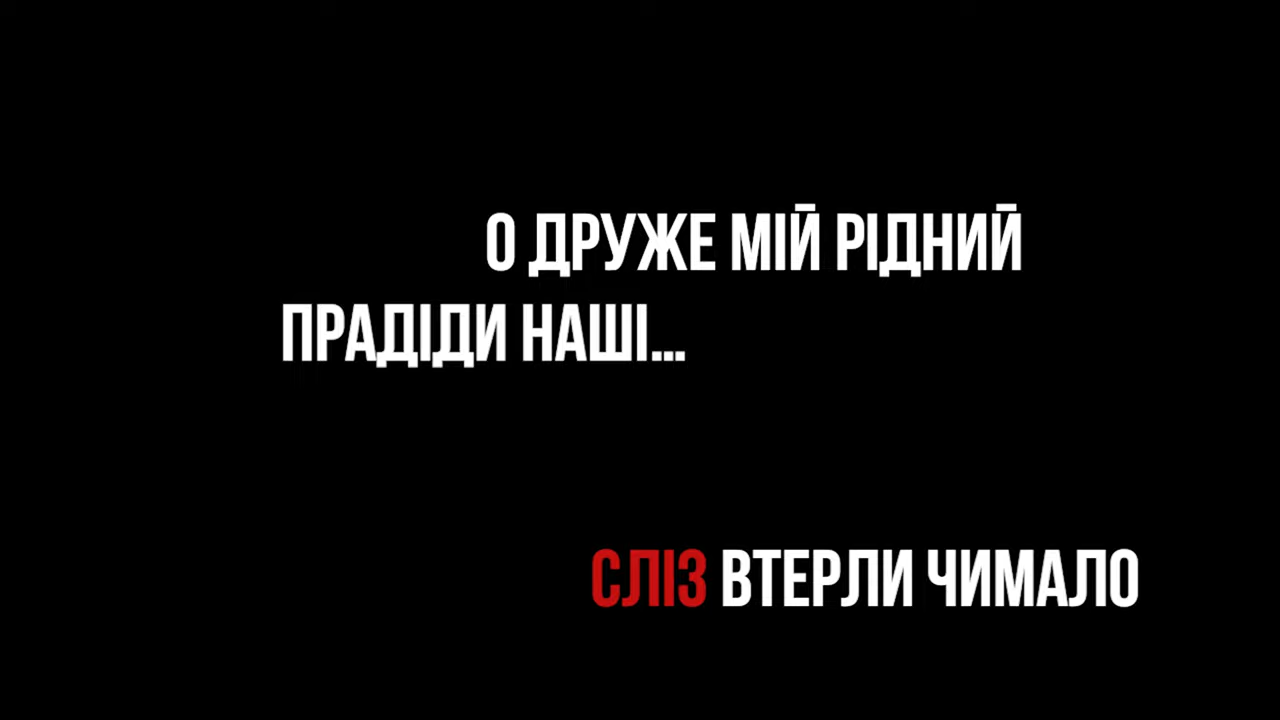 О ДРУЖЕ МІЙ РІДНИЙ
ПРАДІДИ НАШІ...
СЛІЗ ВТЕРЛИ ЧИМАЛО